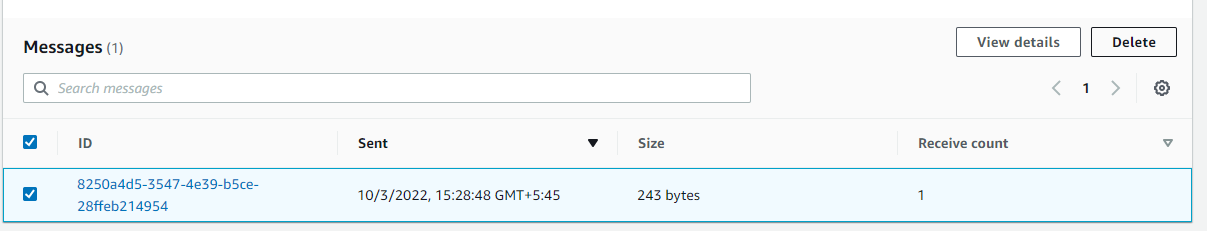 Messages (1)
View details
Delete
Search messages
1
ID
Sent
Size
Receive count
8250a4d5-3547-4e39-b5ce-
28ffeb214954
10/3/2022, 15:28:48 GMT+5:45
243 bytes
1